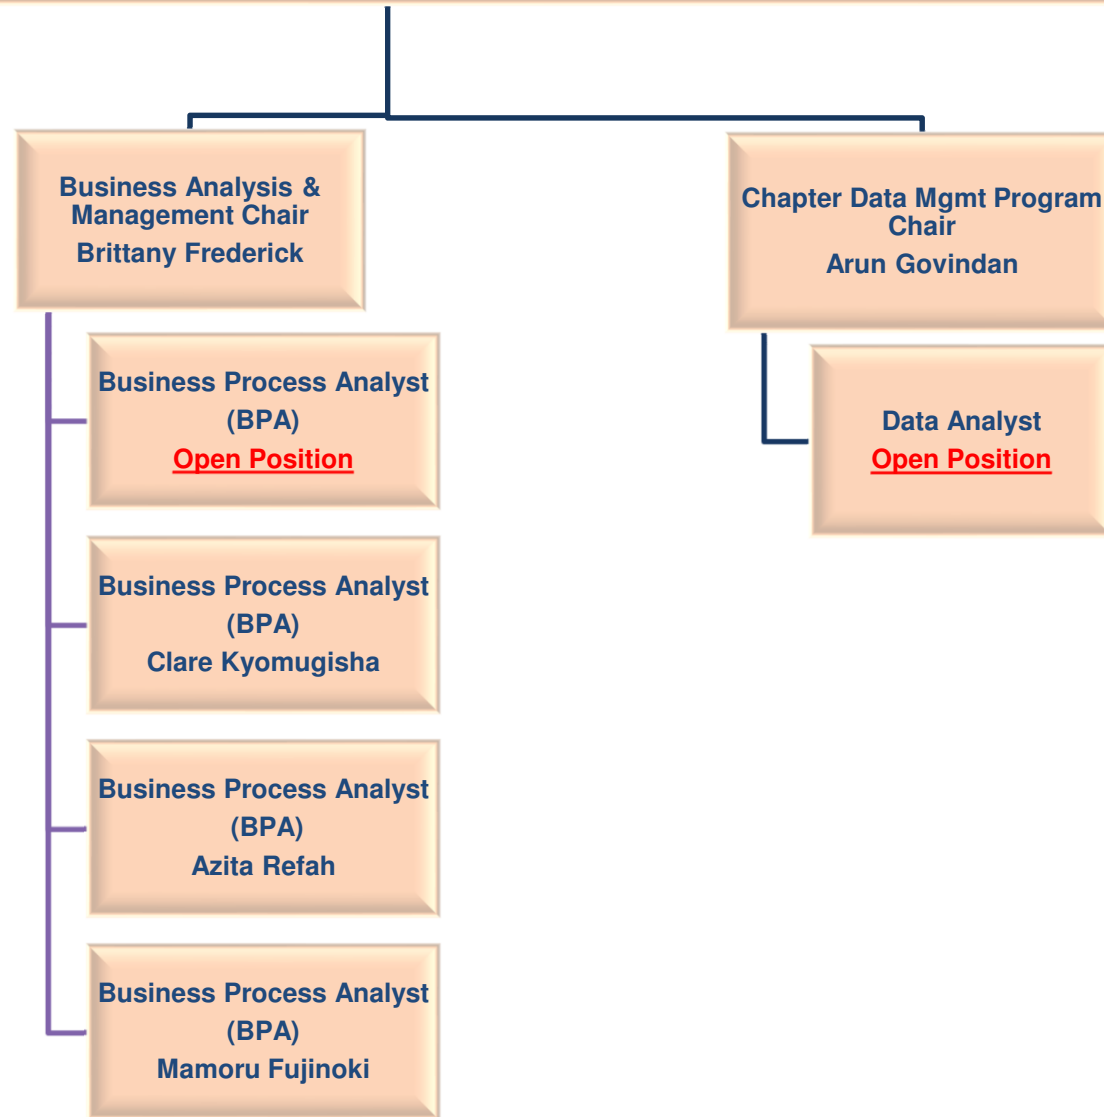 Business Analysis &
Management Chair
Brittany Frederick
Business Process Analyst
(BPA)
Open Position
Business Process Analyst
(BPA)
Clare Kyomugisha
Business Process Analyst
(BPA)
Azita Refah
Business Process Analyst
(BPA)
Mamoru Fujinoki
Chapter Data Mgmt Program
Chair
Arun Govindan
Data Analyst
Open Position